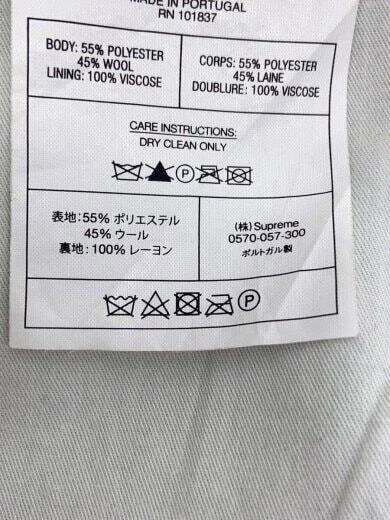 MADE IN PORTUGAL
RN 101837
BODY: 55% POLYESTER
45% WOOL
LINING: 100% VISCOSE
CORPS: 55% POLYESTER
45% LAINE
DOUBLURE: 100% VISCOSE
CARE INSTRUCTIONS:
DRY CLEAN ONLY
P
表地:55% ポリエステル
45% ウール
裏地:100% レーヨン
(株) Supreme
0570-057-300
ポルトガル製
P